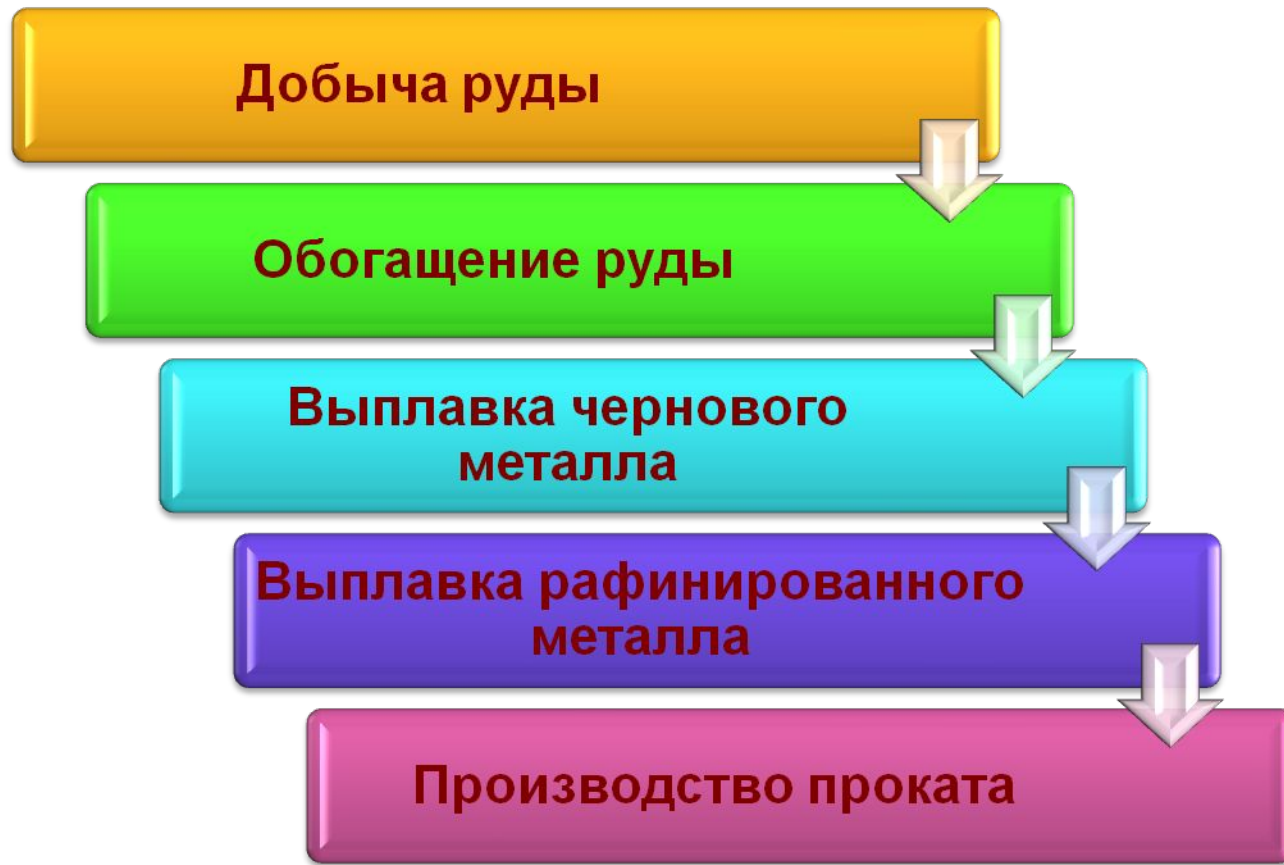 Добыча руды
Обогащение руды
Выплавка чернового
металла
Выплавка рафинированного
металла
Производство проката